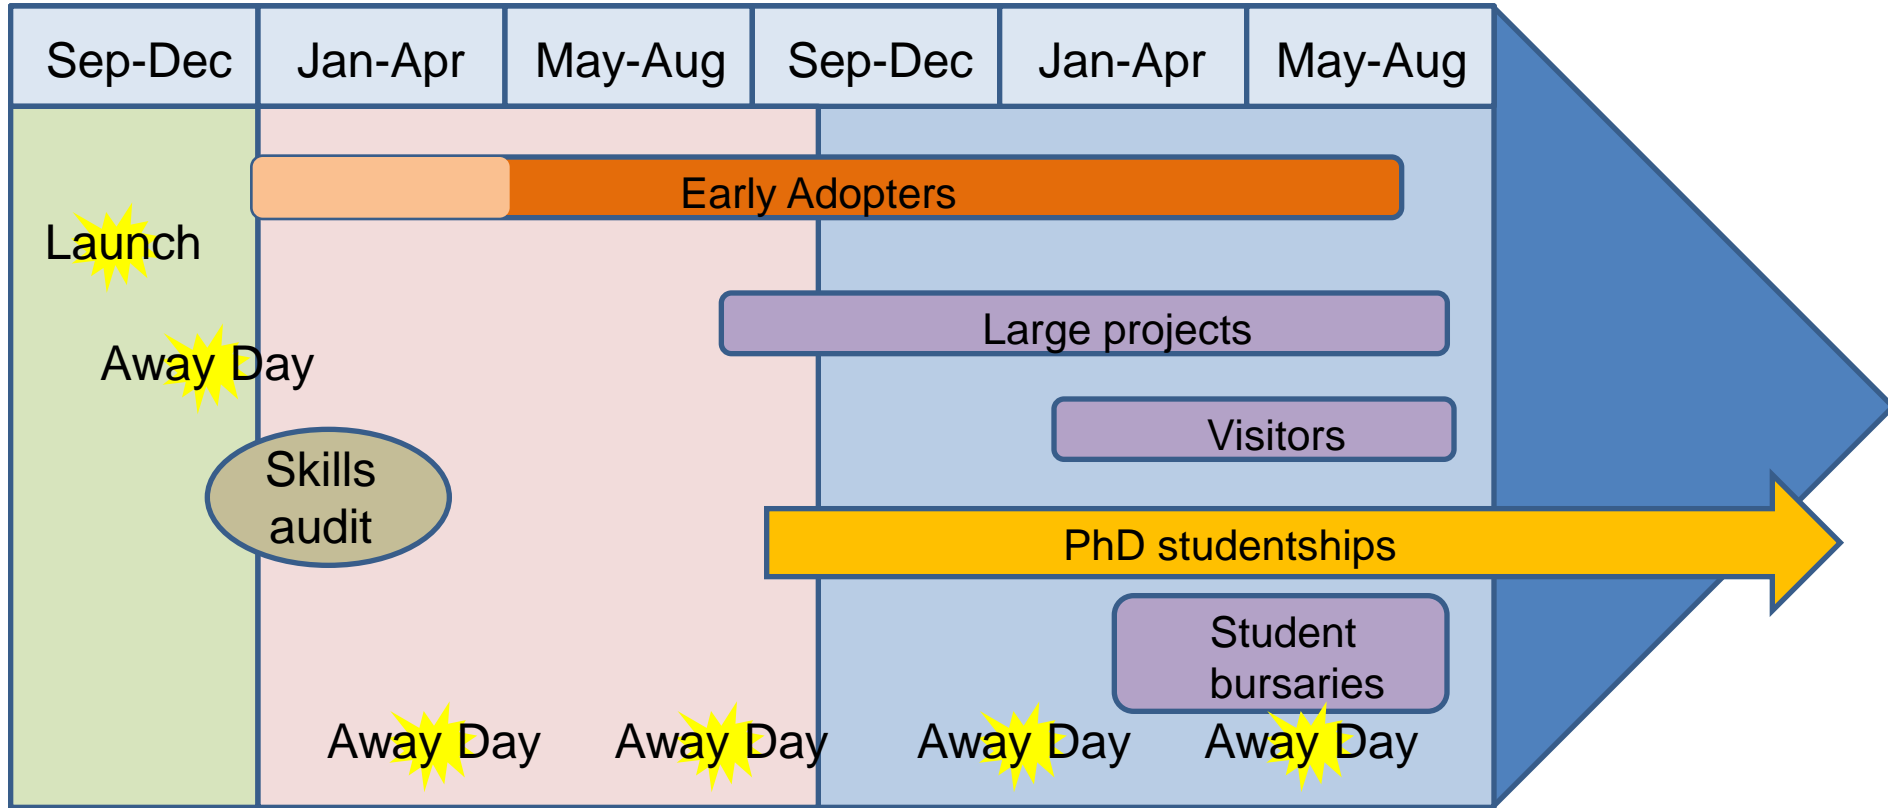 Sep-Dec
Jan-Apr
May-Aug
Sep-Dec
Jan-Apr
May-Aug
Early Adopters
Launch
Large projects
Away Day
Visitors
Skills
audit
PhD studentships
Student
bursaries
Away Day
Away Day
Away Day
Away Day